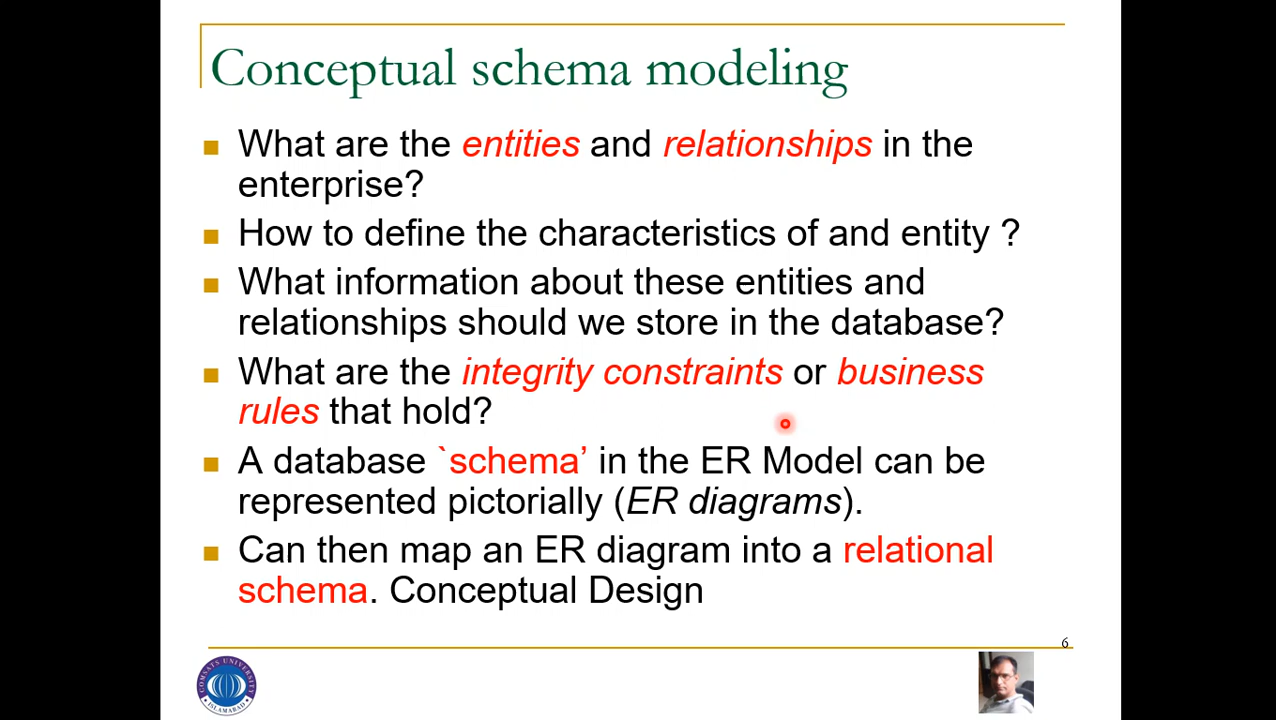 Conceptual schema modeling
What are the entities and relationships in the
enterprise?
How to define the characteristics of and entity ?
What information about these entities and
relationships should we store in the database?
What are the integrity constraints or business
rules that hold?
A database `schema’ in the ER Model can be
represented pictorially (ER diagrams).
Can then map an ER diagram into a relational
schema. Conceptual Design
6
COMSATS UNIVERSITY
ISLAMABAD